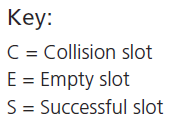 Key:
C = Collision slot
E = Empty slot
S = Successful slot